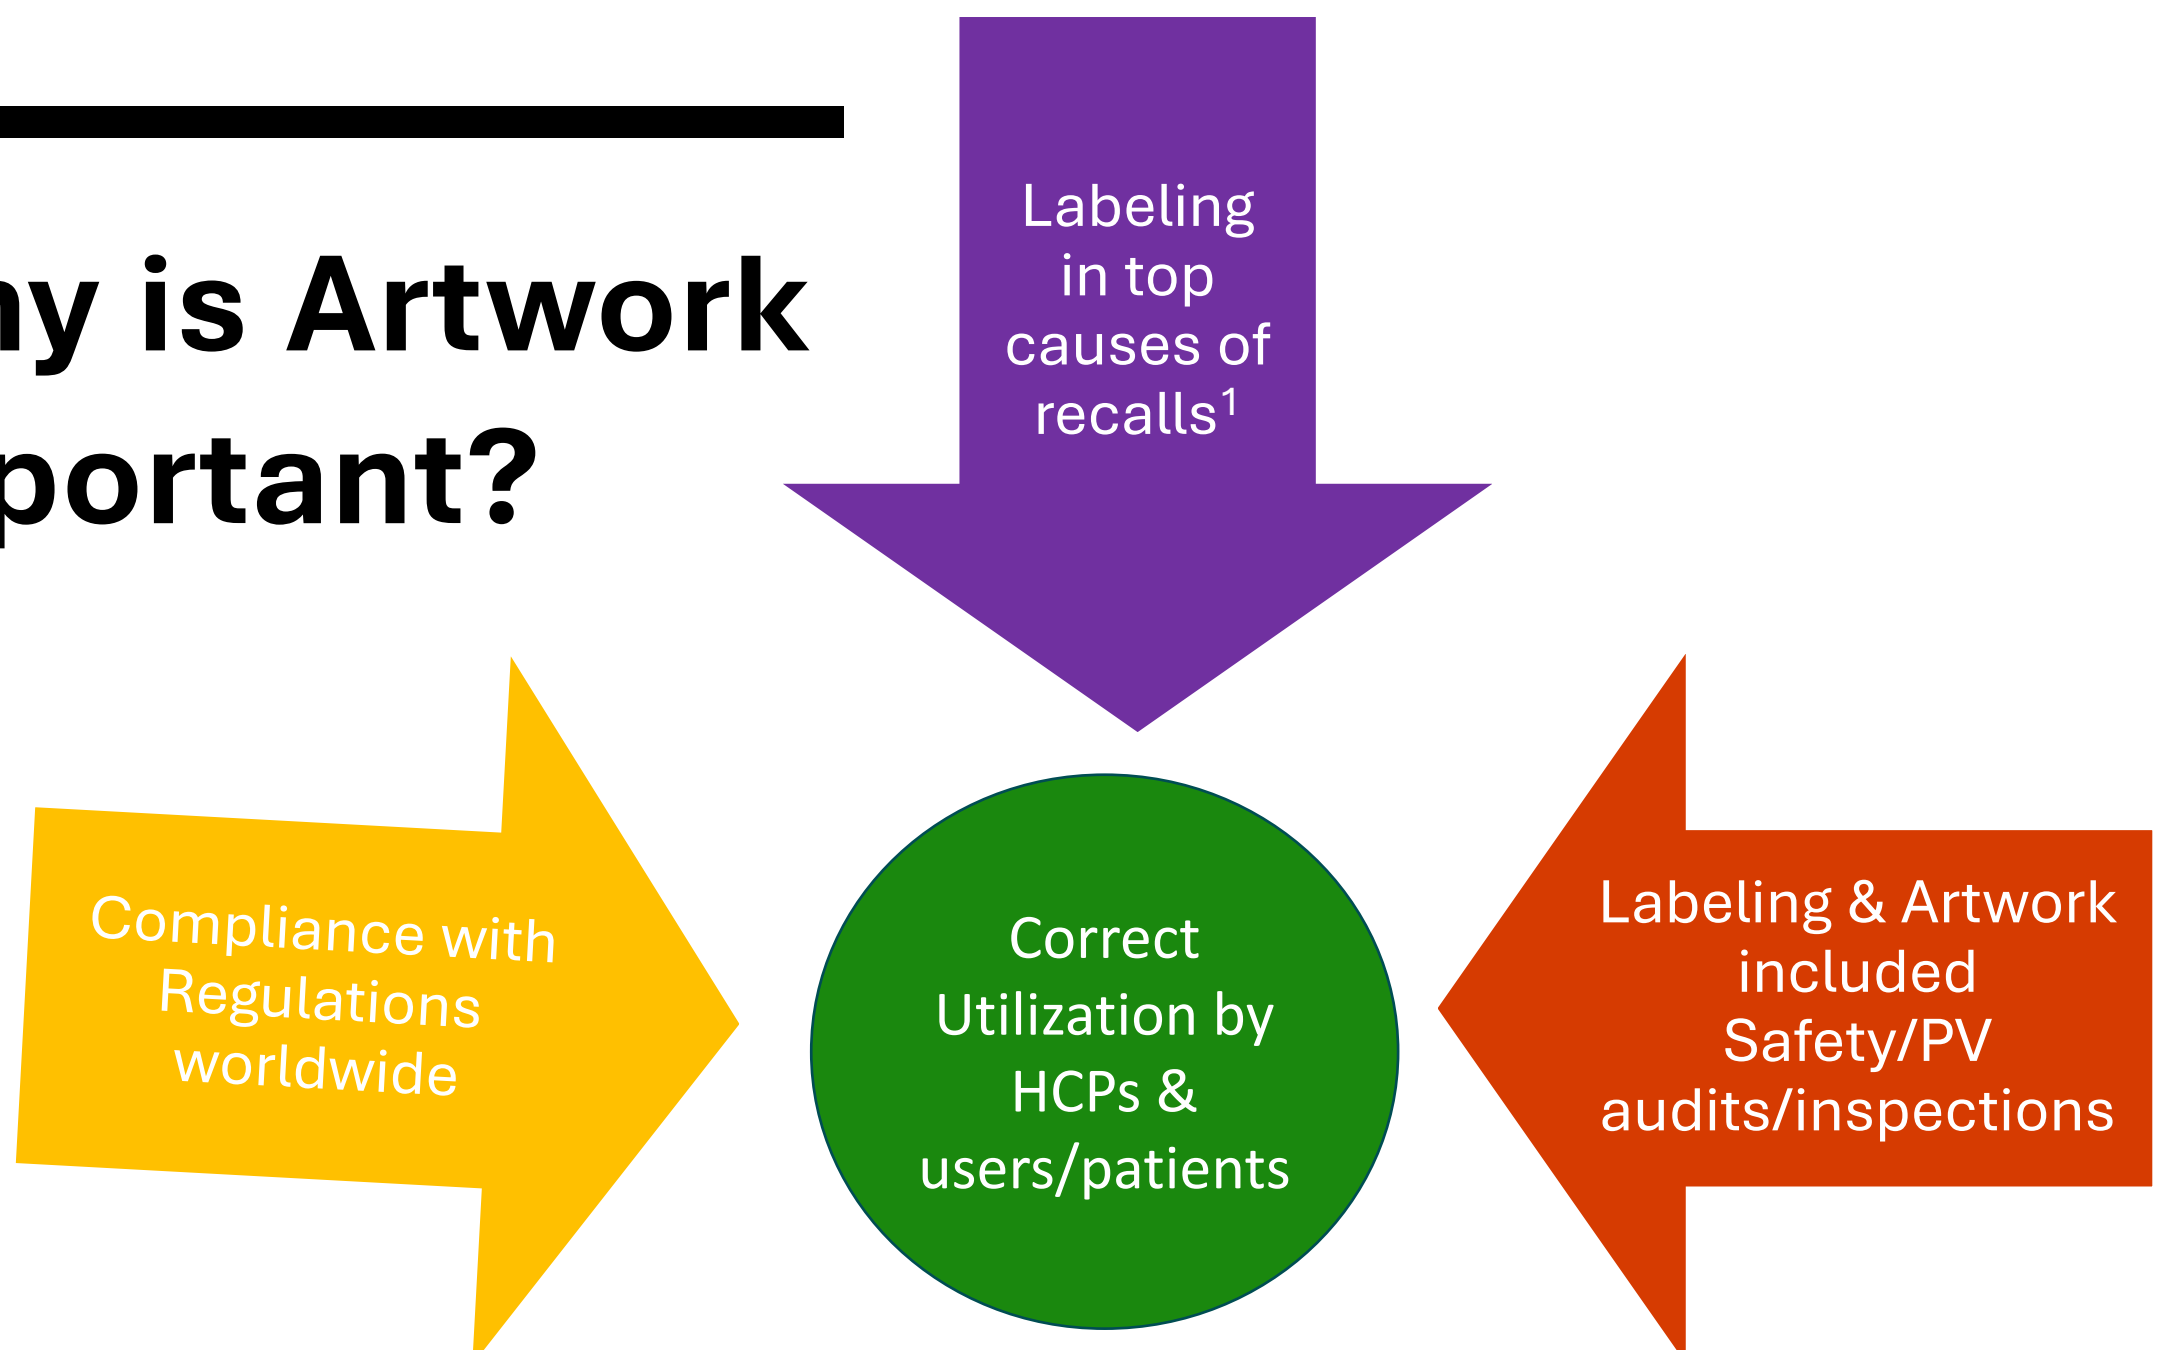 hy is Artwork
portant?
Labeling
in top
causes of
recalls¹
Compliance with
Regulations
worldwide
Correct
Utilization by
HCPs &
users/patients
Labeling & Artwork
included
Safety/PV
audits/inspections